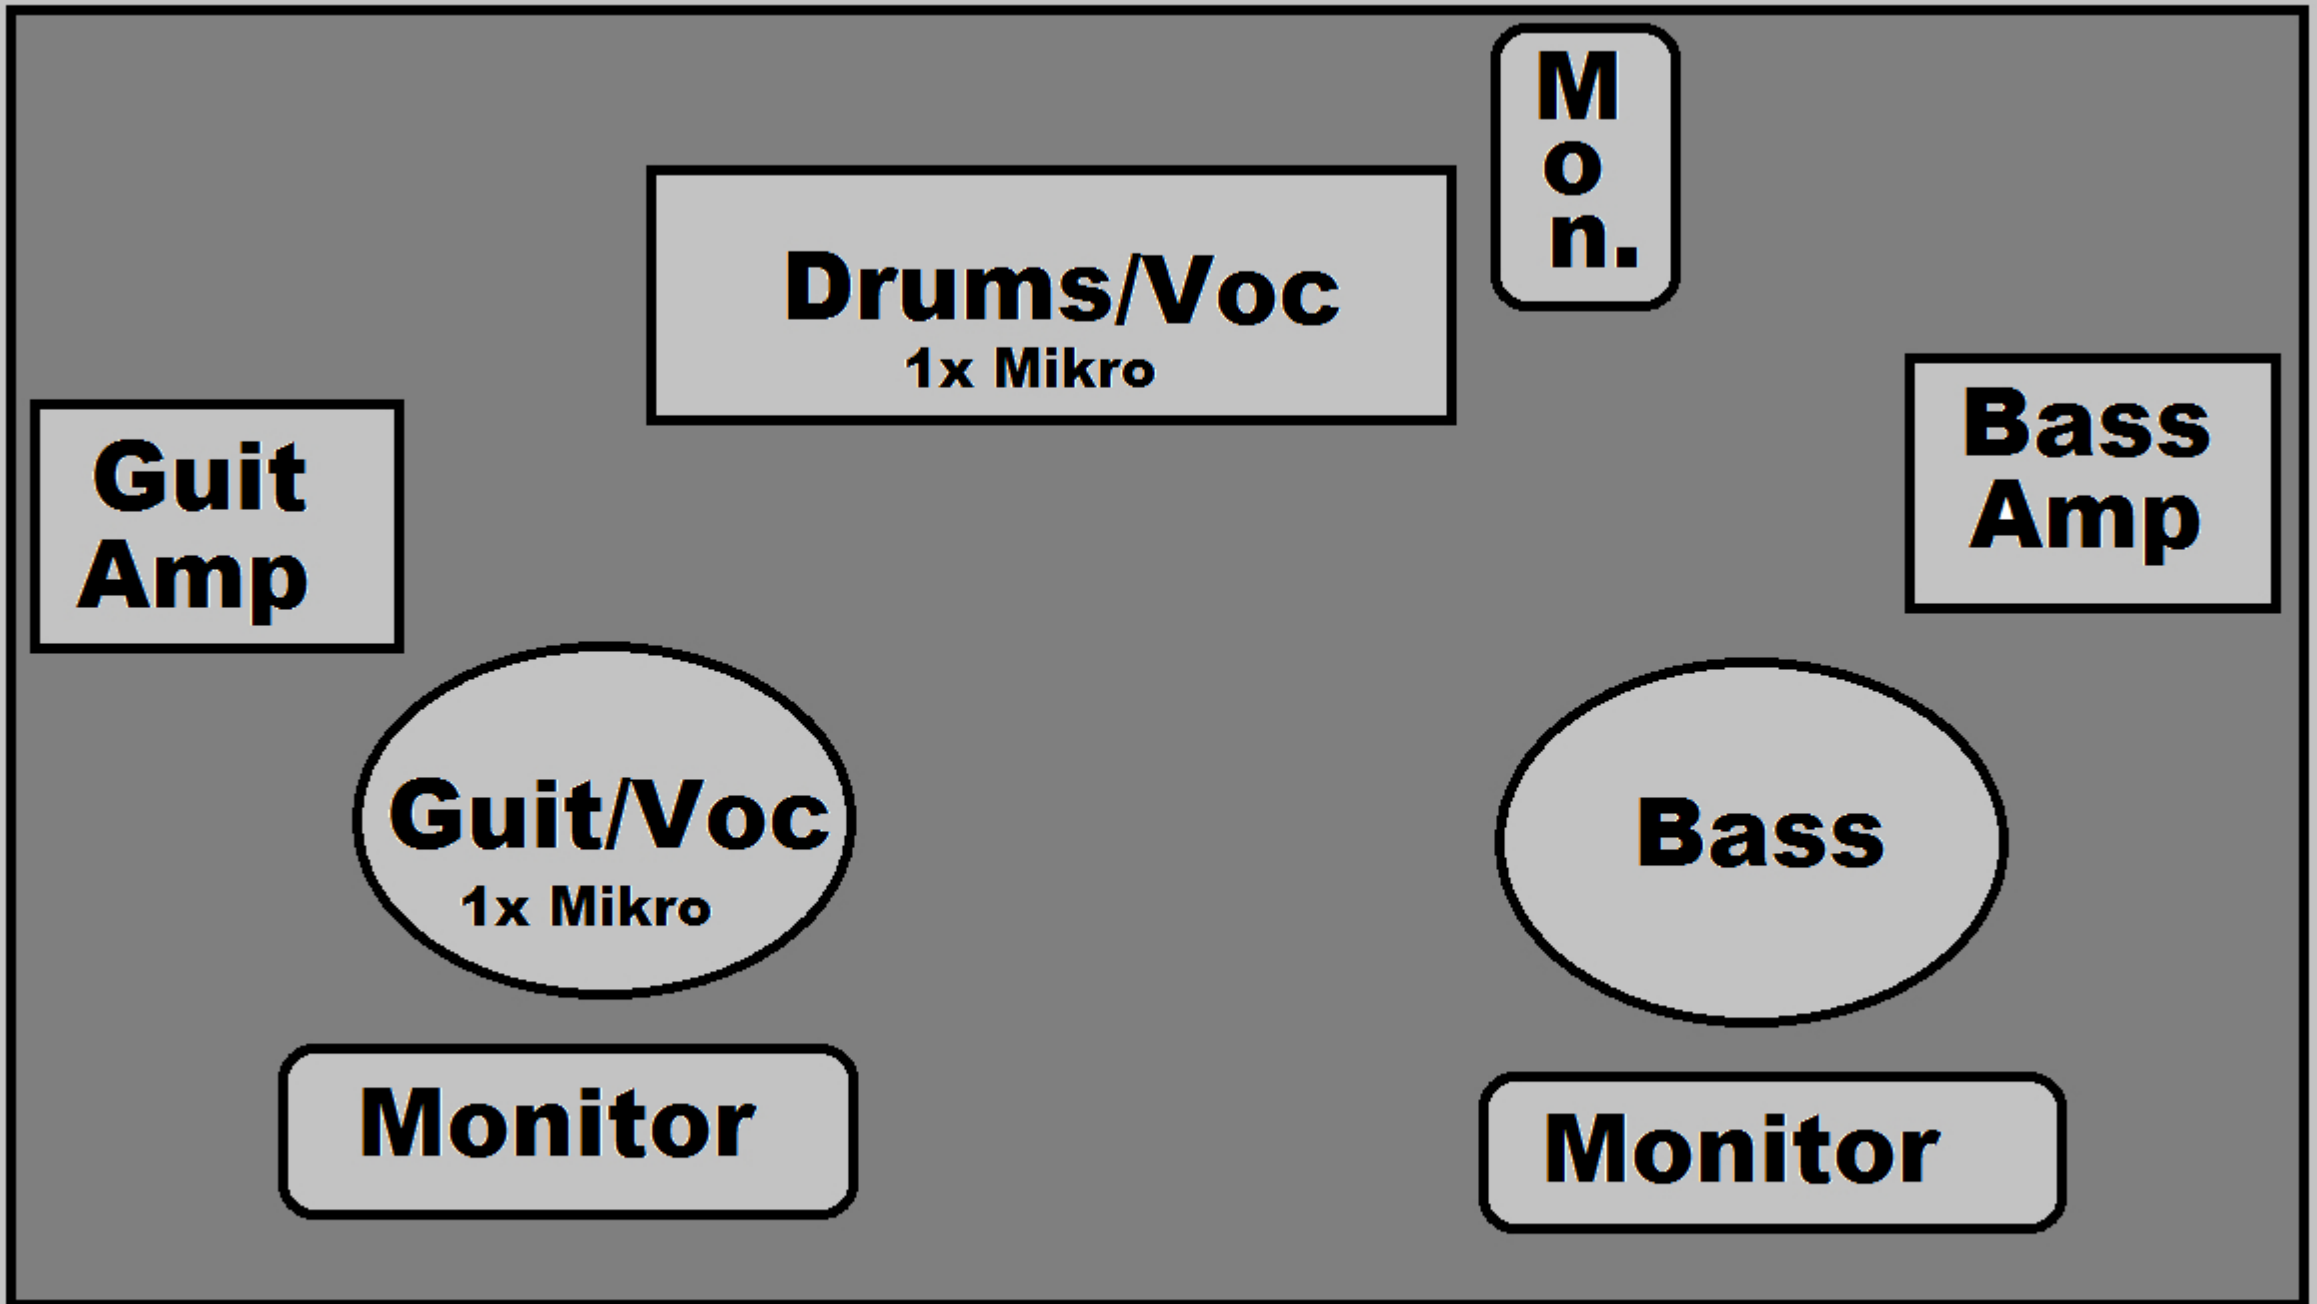 Mon.
Drums/Voc
1x Mikro
Guit
Amp
Bass
Amp
Guit/Voc
1x Mikro
Bass
Monitor
Monitor